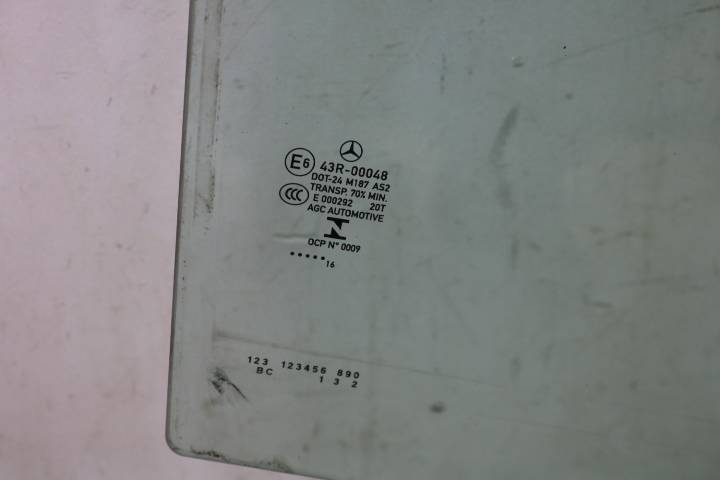 E6 43R-00048
DOT-24 M187 AS2
CCC TRANSP. 70% MIN.
E 000292 20T
AGC AUTOMOTIVE
OCP N° 0009
••••• 16
123 123456 890
BC 1 3 2